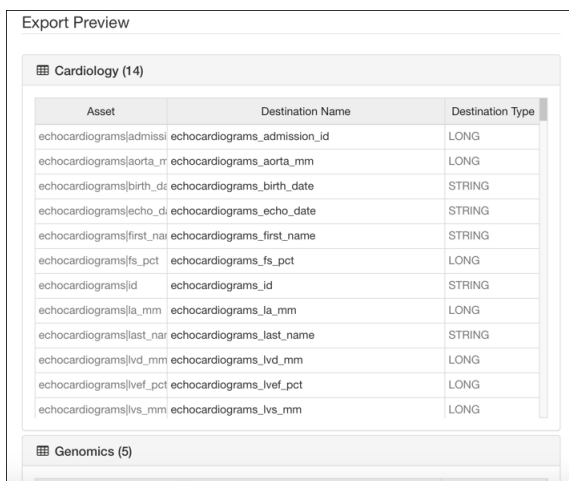 Export Preview
Cardiology (14)
Asset Destination Name Destination Type
echocardiograms|admissi echocardiograms_admission_id LONG
echocardiograms|aorta_m echocardiograms_aorta_mm LONG
echocardiograms|birth_da echocardiograms_birth_date STRING
echocardiograms|echo_da echocardiograms_echo_date STRING
echocardiograms|first_nar echocardiograms_first_name STRING
echocardiograms|fs_pct echocardiograms_fs_pct LONG
echocardiograms|id echocardiograms_id STRING
echocardiograms|la_mm echocardiograms_la_mm LONG
echocardiograms|last_nar echocardiograms_last_name STRING
echocardiograms|lvd_mm echocardiograms_lvd_mm LONG
echocardiograms|lvef_pct echocardiograms_lvef_pct LONG
echocardiograms|lvs_mm echocardiograms_lvs_mm LONG
Genomics (5)